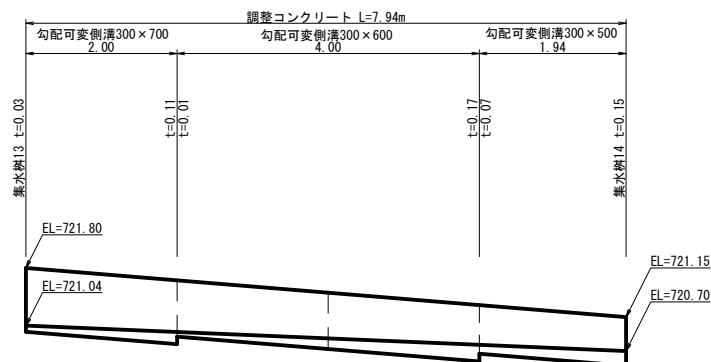 調整コンクリート L=7.94m
勾配可変側溝300×700
勾配可変側溝300×600
勾配可変側溝300×500
2.00
4.00
1.94
集水桝13 t=0.03
t=0.11
t=0.01
t=0.17
t=0.07
集水桝14 t=0.15
EL=721.80
EL=721.04
EL=721.15
EL=720.70